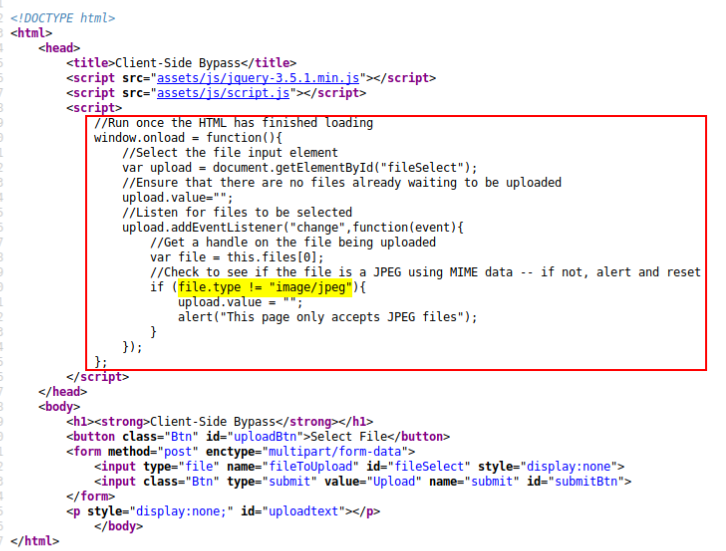 <!DOCTYPE html>
<html>
<head>
<title>Client-Side Bypass</title>
<script src="assets/js/jquery-3.5.1.min.js"></script>
<script src="assets/js/script.js"></script>
<script>
//Run once the HTML has finished loading
window.onload = function(){
//Select the file input element
var upload = document.getElementById("fileSelect");
//Ensure that there are no files already waiting to be uploaded
upload.value="";
//Listen for files to be selected
upload.addEventListener("change",function(event){
//Get a handle on the file being uploaded
var file = this.files[0];
//Check to see if the file is a JPEG using MIME data -- if not, alert and reset
if (file.type != "image/jpeg"){
upload.value = "";
alert("This page only accepts JPEG files");
}
});
};
</script>
</head>
<body>
<h1><strong>Client-Side Bypass</strong></h1>
<button class="Btn" id="uploadBtn">Select File</button>
<form method="post" enctype="multipart/form-data">
<input type="file" name="fileToUpload" id="fileSelect" style="display:none">
<input class="Btn" type="submit" value="Upload" name="submit" id="submitBtn">
</form>
<p style="display:none;" id="uploadtext"></p>
</body>
</html>